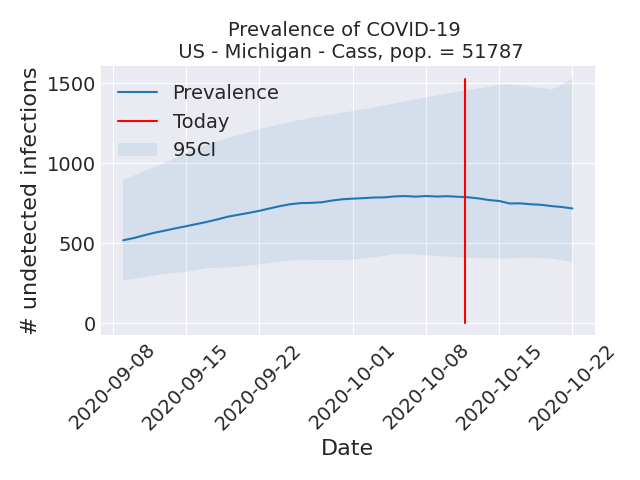 Prevalence of COVID-19
US - Michigan - Cass, pop. = 51787
# undetected infections
1500
1000
500
0
Prevalence
Today
95CI
2020-09-08
2020-09-15
2020-09-22
2020-10-01
2020-10-08
2020-10-15
2020-10-22
Date